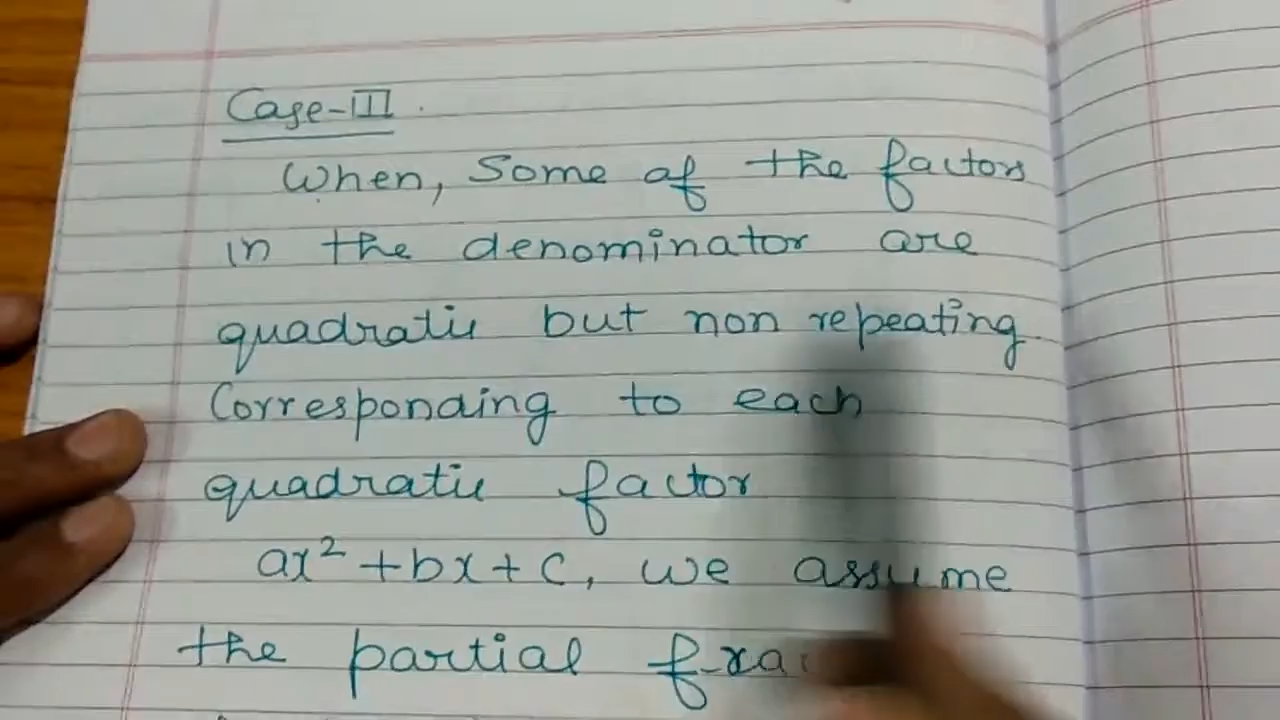 Case-III.
When, Some of the factors
in the denominator are
quadratic but non repeating
Corresponding to each
quadratic factor
ax² + bx + c, we assume
the partial